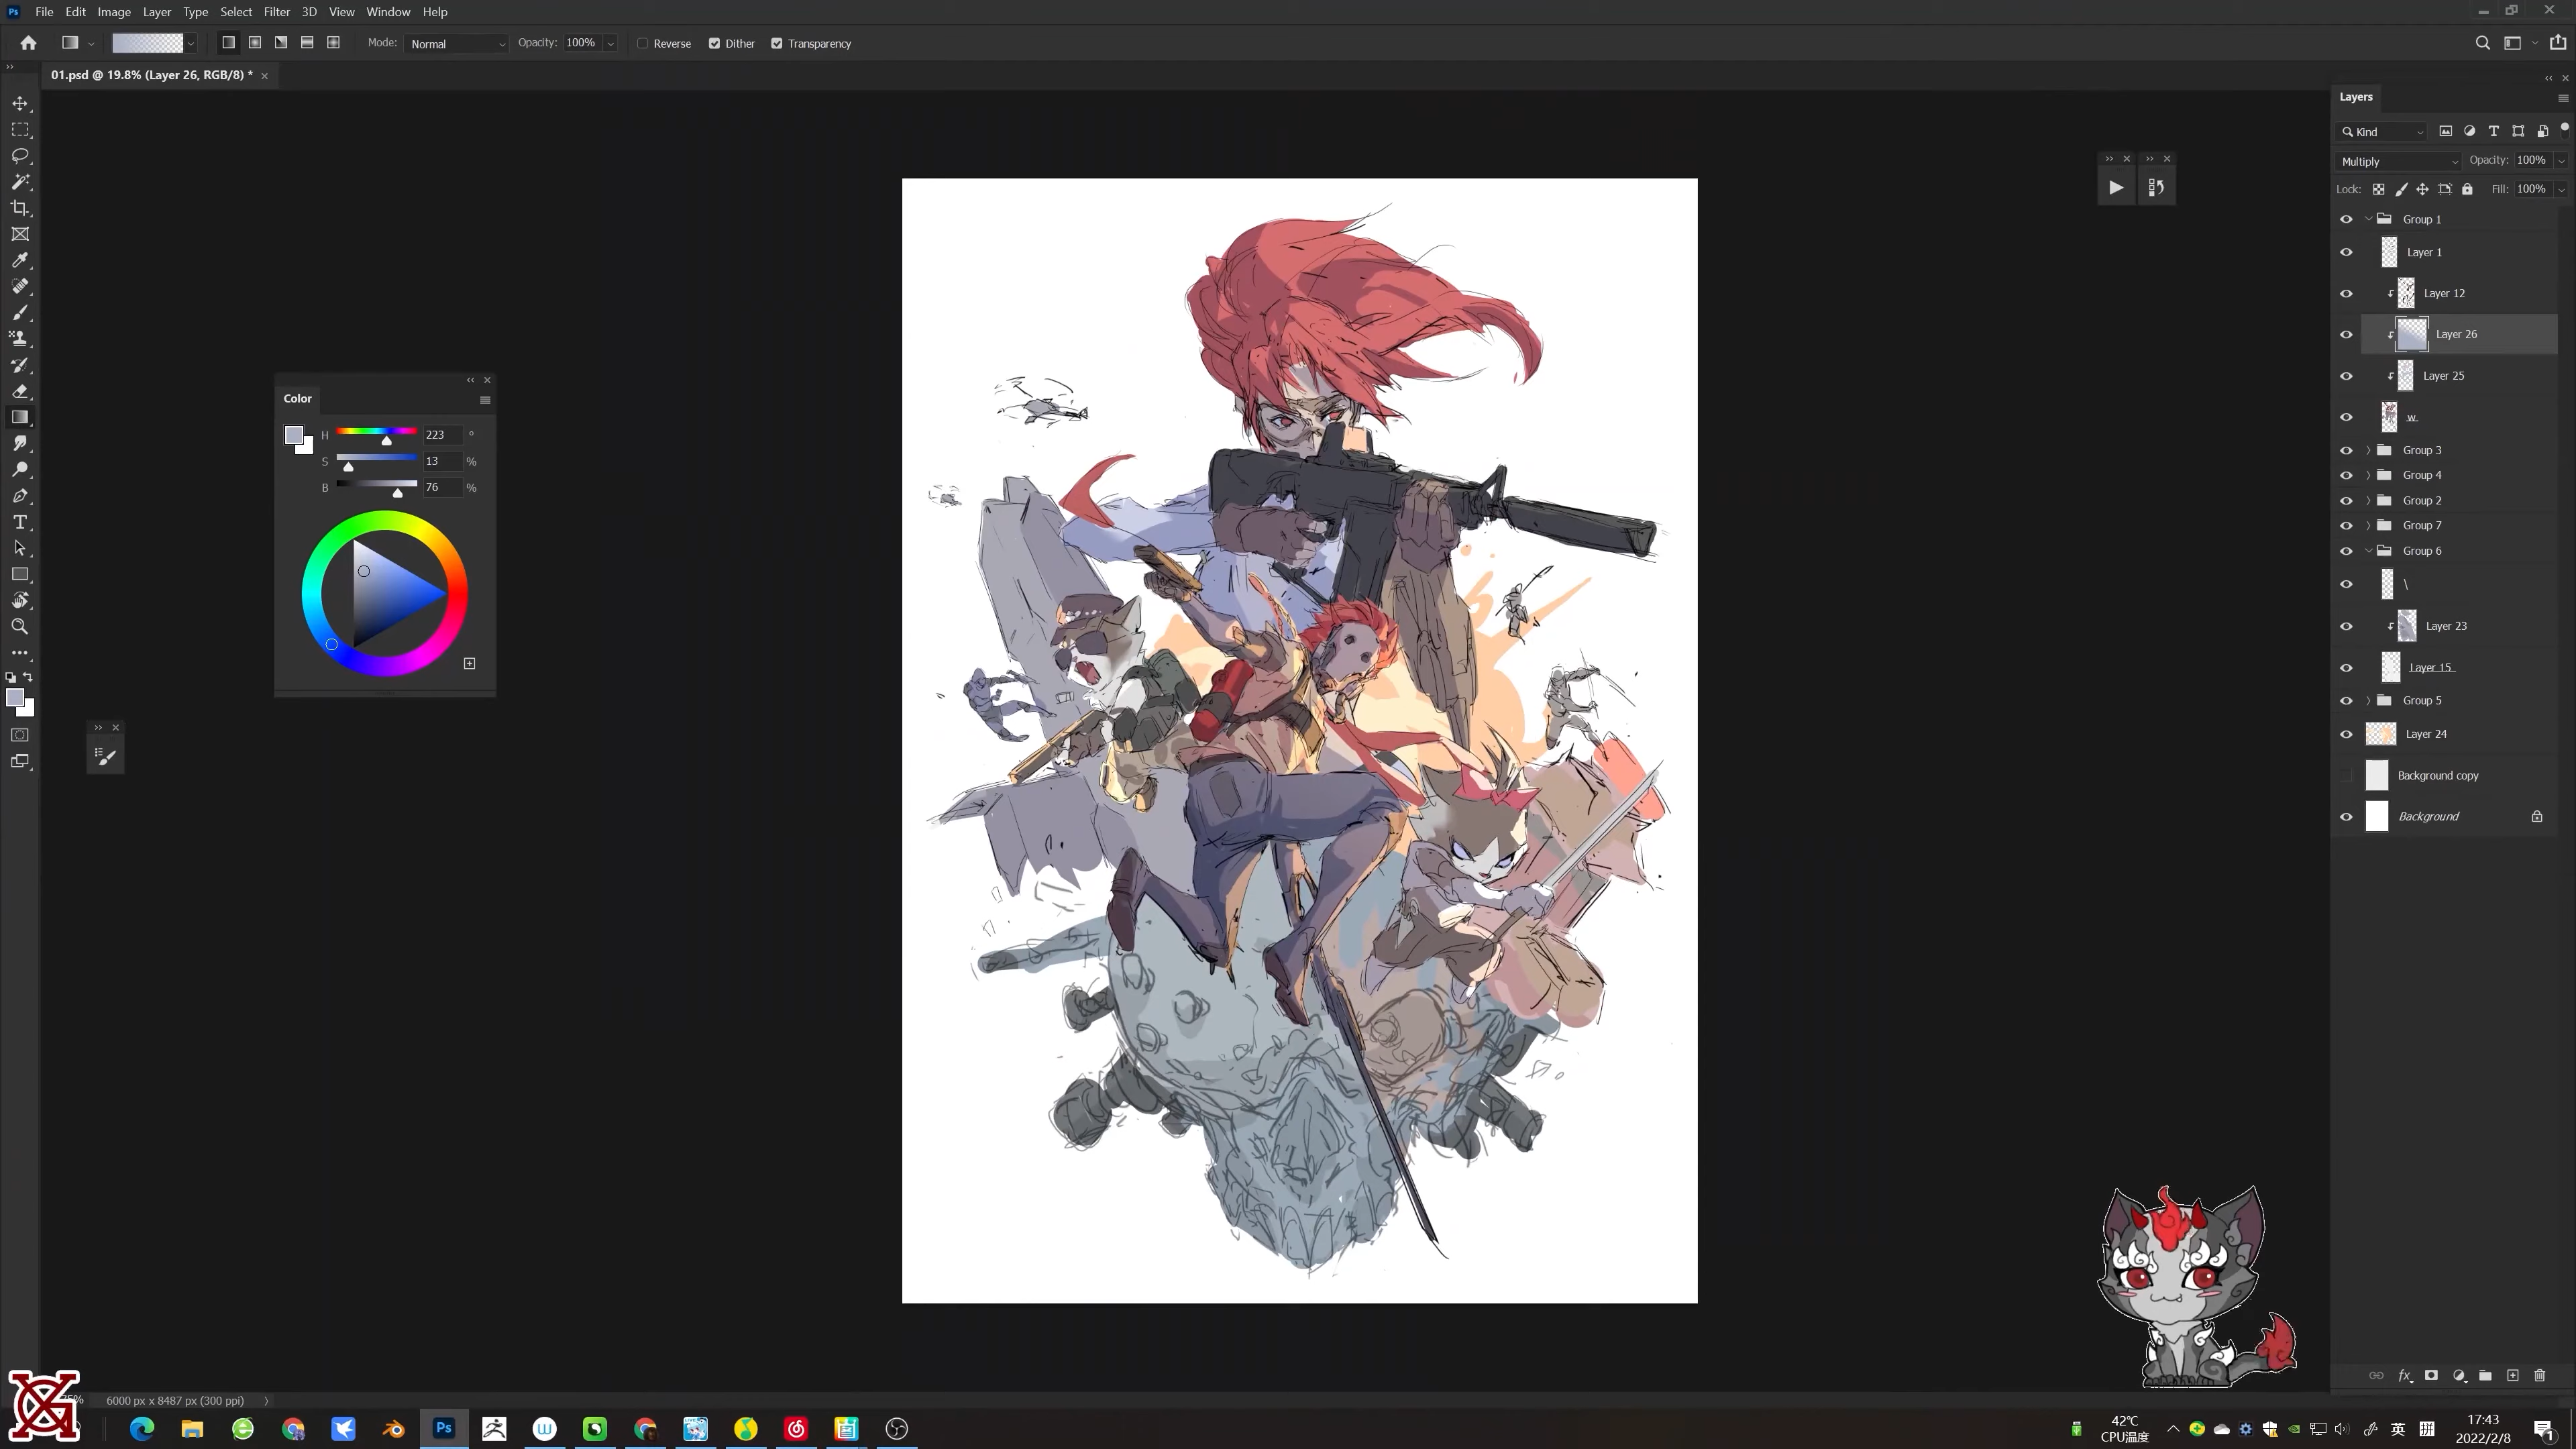 Ps File Edit Image Layer Type Select Filter 3D View Window Help
Mode: Normal Opacity: 100% Reverse Dither Transparency
01.psd @ 19.8% (Layer 26, RGB/8) *
Layers
Kind
Multiply Opacity: 100%
Lock: Fill: 100%
Group 1
Layer 1
Layer 12
Layer 26
Layer 25
w
Group 3
Group 4
Group 2
Group 7
Group 6
\
Layer 23
Layer 15
Group 5
Layer 24
Background copy
Background
Color
H 223 °
S 13 %
B 76 %
6000 px x 8487 px (300 ppi)
Ps
42℃
CPU温度
英
拼
17:43
2022/2/8
1